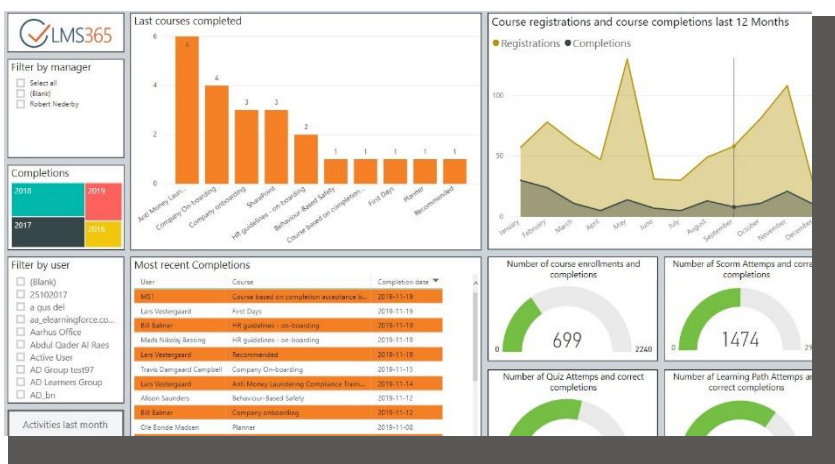 LMS365
Filter by manager
Select all
(Blank)
Robert Nederby
Completions
2018
2019
2017
2016
Filter by user
(Blank)
25102017
a gus del
aa_elearningforce.co...
Aarhus Office
Abdul Qader Al Raes
Active User
AD Group test97
AD Learners Group
AD_bn
Activities last month
Last courses completed
6
4
2
0
6
4
3
3
2
1
1
1
1
1
Anti Money Laun...
Company On-boarding
Company onboarding
SharePoint
HR guidelines - on-boarding
Behaviour-Based Safety
Course based on completion...
First Days
Planner
Recommended
Most recent Completions
User Course Completion date
MS1 Course based on completion acceptance b... 2019-11-19
Lars Vestergaard First Days 2019-11-19
Bill Balmer HR guidelines - on-boarding 2019-11-19
Mads Nikolaj Bessing HR guidelines - on-boarding 2019-11-19
Lars Vestergaard Recommended 2019-11-19
Travis Damgaard Campbell Company On-boarding 2019-11-15
Lars Vestergaard Anti Money Laundering Compliance Traini... 2019-11-14
Alison Saunders Behaviour-Based Safety 2019-11-12
Bill Balmer Company onboarding 2019-11-12
Ole Bonde Madsen Planner 2019-11-08
Course registrations and course completions last 12 Months
Registrations Completions
100
50
0
January
February
March
April
May
June
July
August
September
October
November
December
Number of course enrollments and
completions
699
0
2240
Number af Scorm Attemps and corre
completions
1474
0
29
Number af Quiz Attemps and correct
completions
Number af Learning Path Attemps an
correct completions